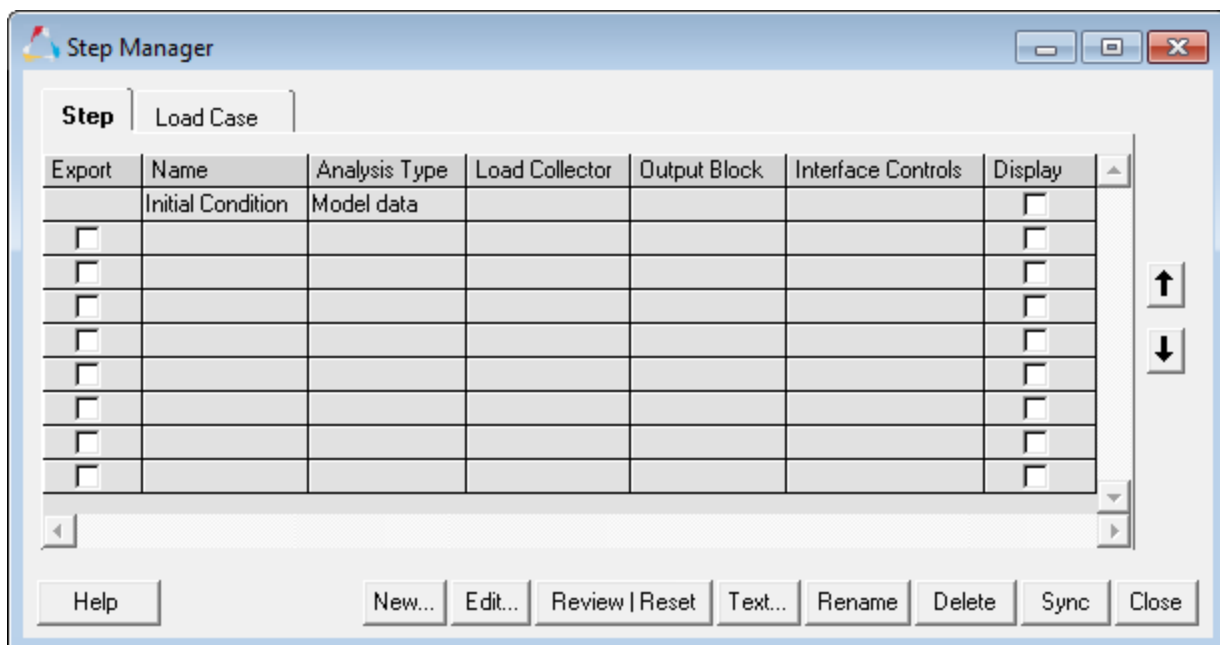 Step Manager
Step Load Case
Export Name Analysis Type Load Collector Output Block Interface Controls Display
Initial Condition Model data
Help New... Edit... Review | Reset Text... Rename Delete Sync Close